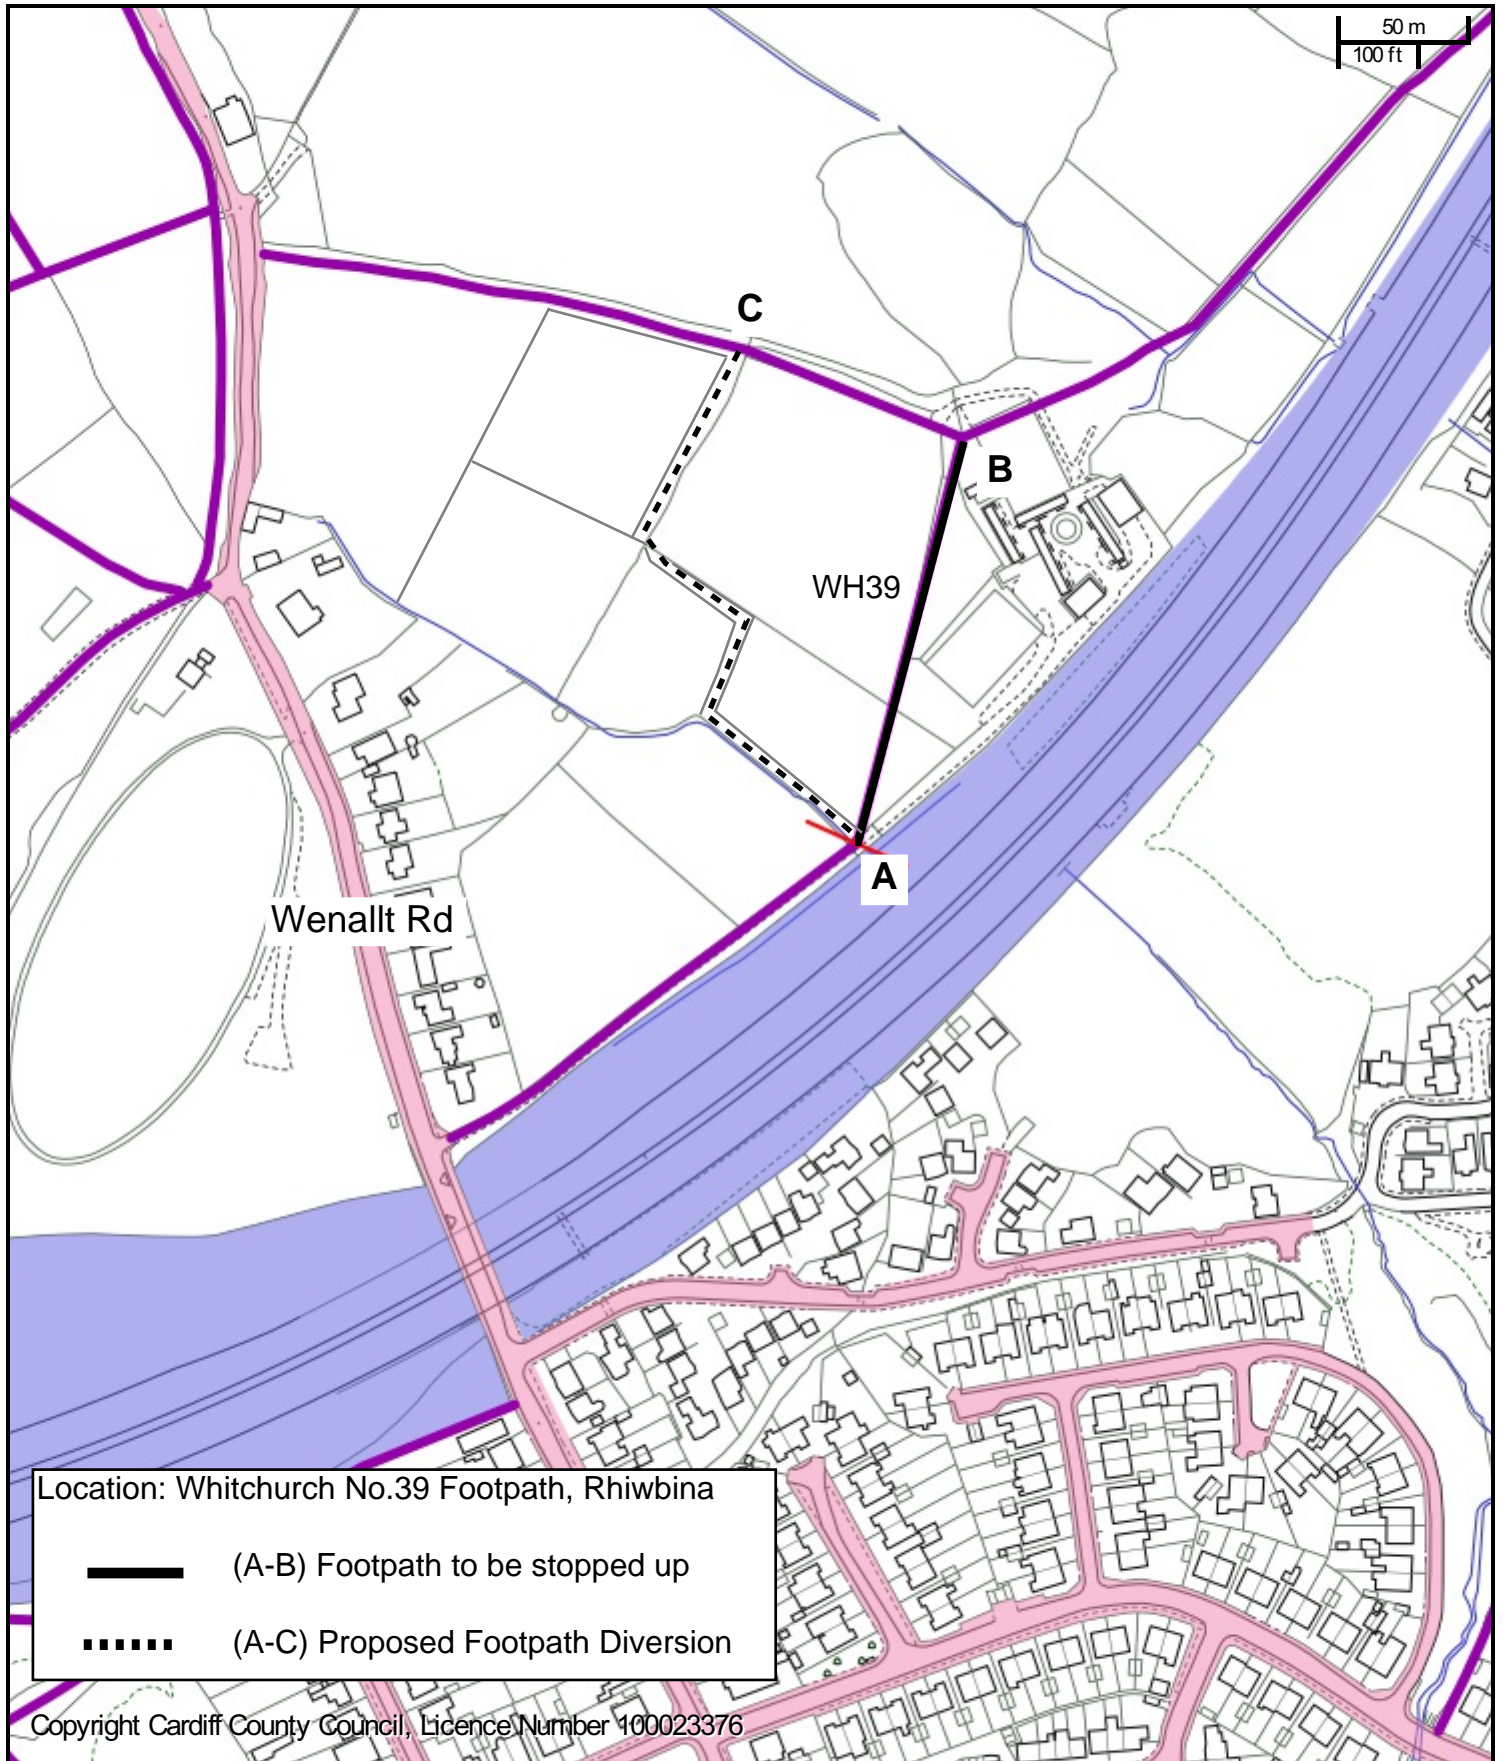 50 m
100 ft
C
B
WH39
A
Wenallt Rd
Location: Whitchurch No.39 Footpath, Rhiwbina
(A-B) Footpath to be stopped up
(A-C) Proposed Footpath Diversion
Copyright Cardiff County Council, Licence Number 100023376